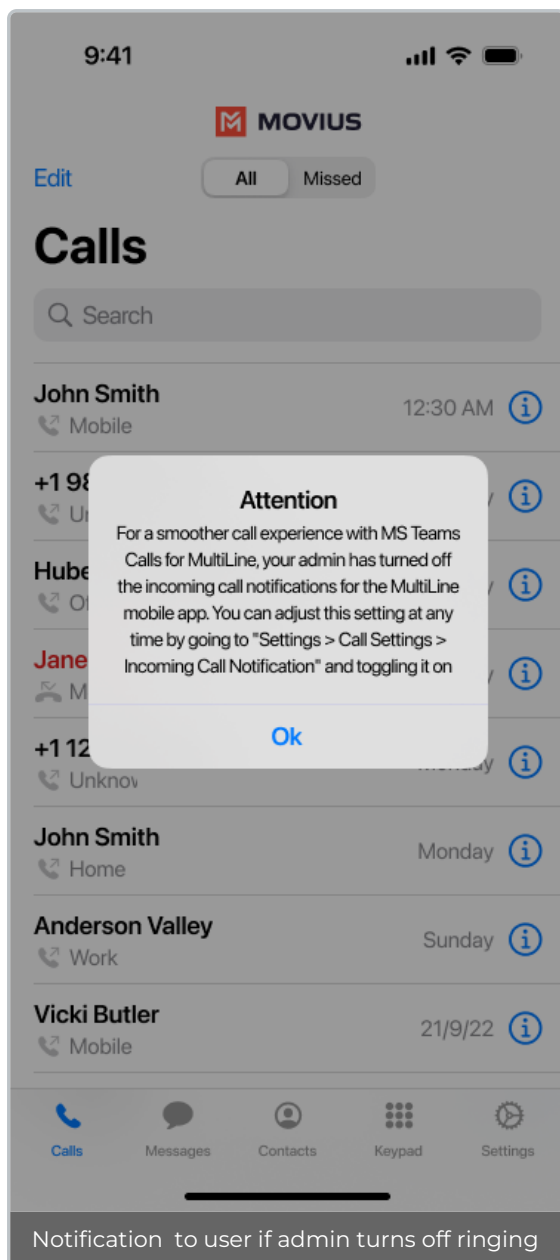 9:41
MOVIUS
Edit
All Missed
Calls
Search
John Smith
12:30 AM
Mobile
+1 98
Hube
Jane
Attention
For a smoother call experience with MS Teams
Calls for MultiLine, your admin has turned off
the incoming call notifications for the MultiLine
mobile app. You can adjust this setting at any
time by going to "Settings > Call Settings >
Incoming Call Notification" and toggling it on
Ok
+1 12
Unknov
John Smith
Monday
Home
Anderson Valley
Sunday
Work
Vicki Butler
21/9/22
Mobile
Calls Messages Contacts Keypad Settings
Notification to user if admin turns off ringing